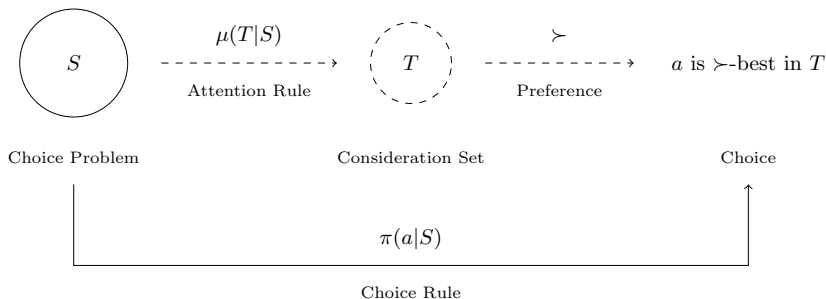 μ(T|S)
≻
S
T
a is ≻-best in T
Attention Rule
Preference
Choice Problem
Consideration Set
Choice
π(a|S)
Choice Rule